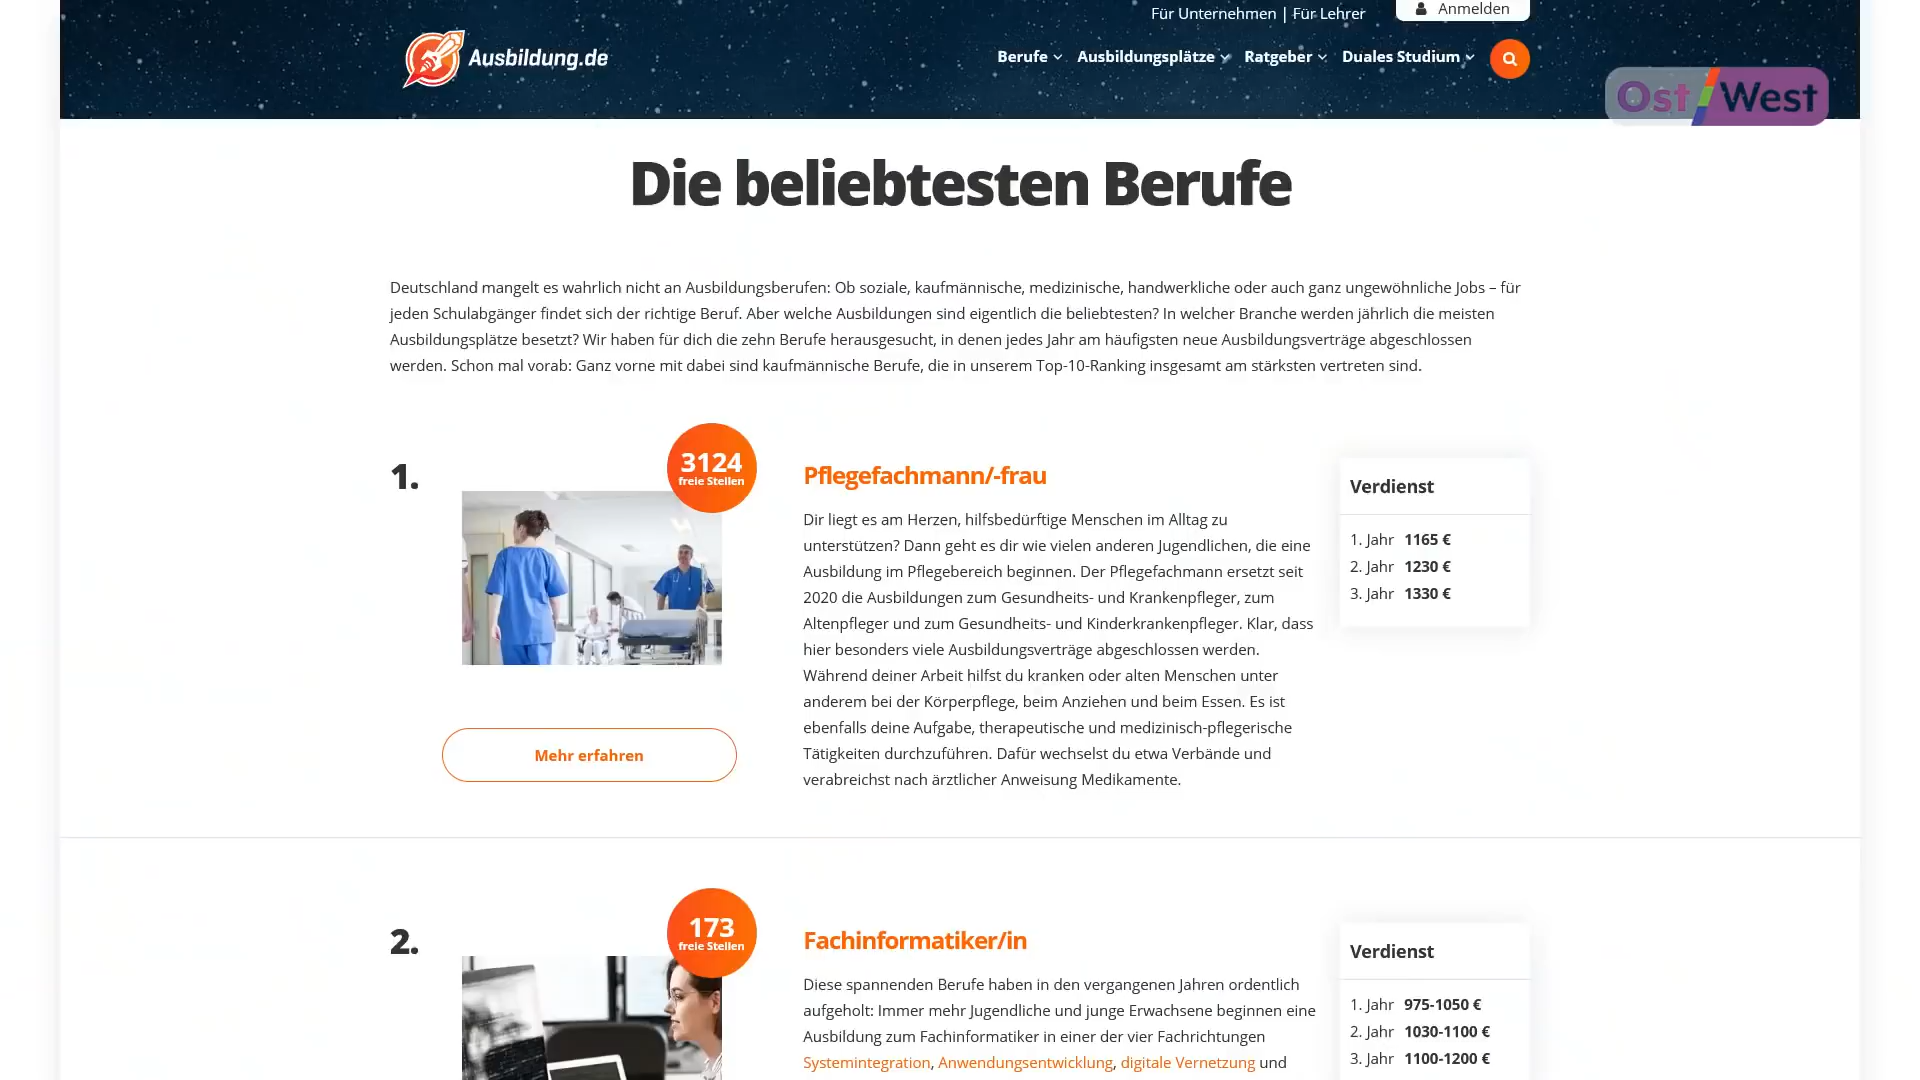 Für Unternehmen | Für Lehrer
Anmelden
Ausbildung.de
Berufe
Ausbildungsplätze
Ratgeber
Duales Studium
Ost West
Die beliebtesten Berufe
Deutschland mangelt es wahrlich nicht an Ausbildungsberufen: Ob soziale, kaufmännische, medizinische, handwerkliche oder auch ganz ungewöhnliche Jobs – für
jeden Schulabgänger findet sich der richtige Beruf. Aber welche Ausbildungen sind eigentlich die beliebtesten? In welcher Branche werden jährlich die meisten
Ausbildungsplätze besetzt? Wir haben für dich die zehn Berufe herausgesucht, in denen jedes Jahr am häufigsten neue Ausbildungsverträge abgeschlossen
werden. Schon mal vorab: Ganz vorne mit dabei sind kaufmännische Berufe, die in unserem Top-10-Ranking insgesamt am stärksten vertreten sind.
1.
3124
freie Stellen
Mehr erfahren
Pflegefachmann/-frau
Dir liegt es am Herzen, hilfsbedürftige Menschen im Alltag zu
unterstützen? Dann geht es dir wie vielen anderen Jugendlichen, die eine
Ausbildung im Pflegebereich beginnen. Der Pflegefachmann ersetzt seit
2020 die Ausbildungen zum Gesundheits- und Krankenpfleger, zum
Altenpfleger und zum Gesundheits- und Kinderkrankenpfleger. Klar, dass
hier besonders viele Ausbildungsverträge abgeschlossen werden.
Während deiner Arbeit hilfst du kranken oder alten Menschen unter
anderem bei der Körperpflege, beim Anziehen und beim Essen. Es ist
ebenfalls deine Aufgabe, therapeutische und medizinisch-pflegerische
Tätigkeiten durchzuführen. Dafür wechselst du etwa Verbände und
verabreichst nach ärztlicher Anweisung Medikamente.
Verdienst
1. Jahr 1165 €
2. Jahr 1230 €
3. Jahr 1330 €
2.
173
freie Stellen
Fachinformatiker/in
Diese spannenden Berufe haben in den vergangenen Jahren ordentlich
aufgeholt: Immer mehr Jugendliche und junge Erwachsene beginnen eine
Ausbildung zum Fachinformatiker in einer der vier Fachrichtungen
Systemintegration, Anwendungsentwicklung, digitale Vernetzung und
Verdienst
1. Jahr 975-1050 €
2. Jahr 1030-1100 €
3. Jahr 1100-1200 €